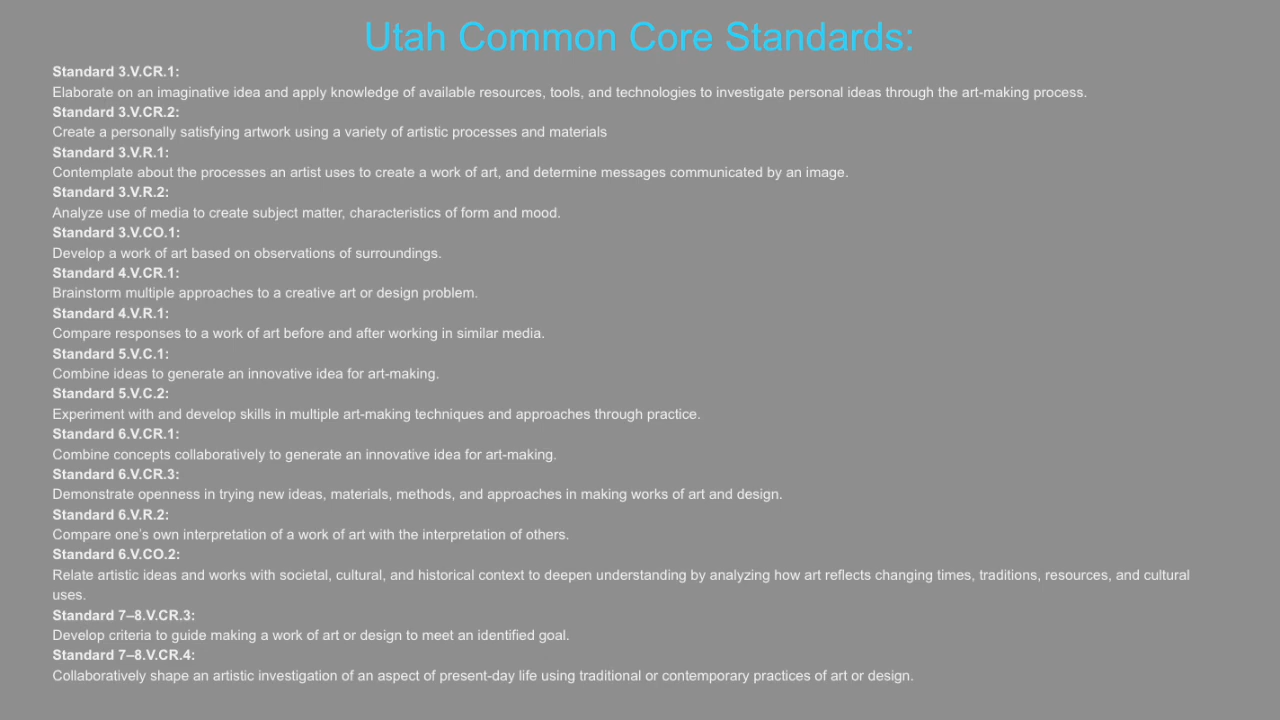 Utah Common Core Standards:
Standard 3.V.CR.1:
Elaborate on an imaginative idea and apply knowledge of available resources, tools, and technologies to investigate personal ideas through the art-making process.
Standard 3.V.CR.2:
Create a personally satisfying artwork using a variety of artistic processes and materials
Standard 3.V.R.1:
Contemplate about the processes an artist uses to create a work of art, and determine messages communicated by an image.
Standard 3.V.R.2:
Analyze use of media to create subject matter, characteristics of form and mood.
Standard 3.V.CO.1:
Develop a work of art based on observations of surroundings.
Standard 4.V.CR.1:
Brainstorm multiple approaches to a creative art or design problem.
Standard 4.V.R.1:
Compare responses to a work of art before and after working in similar media.
Standard 5.V.C.1:
Combine ideas to generate an innovative idea for art-making.
Standard 5.V.C.2:
Experiment with and develop skills in multiple art-making techniques and approaches through practice.
Standard 6.V.CR.1:
Combine concepts collaboratively to generate an innovative idea for art-making.
Standard 6.V.CR.3:
Demonstrate openness in trying new ideas, materials, methods, and approaches in making works of art and design.
Standard 6.V.R.2:
Compare one's own interpretation of a work of art with the interpretation of others.
Standard 6.V.CO.2:
Relate artistic ideas and works with societal, cultural, and historical context to deepen understanding by analyzing how art reflects changing times, traditions, resources, and cultural
uses.
Standard 7–8.V.CR.3:
Develop criteria to guide making a work of art or design to meet an identified goal.
Standard 7–8.V.CR.4:
Collaboratively shape an artistic investigation of an aspect of present-day life using traditional or contemporary practices of art or design.